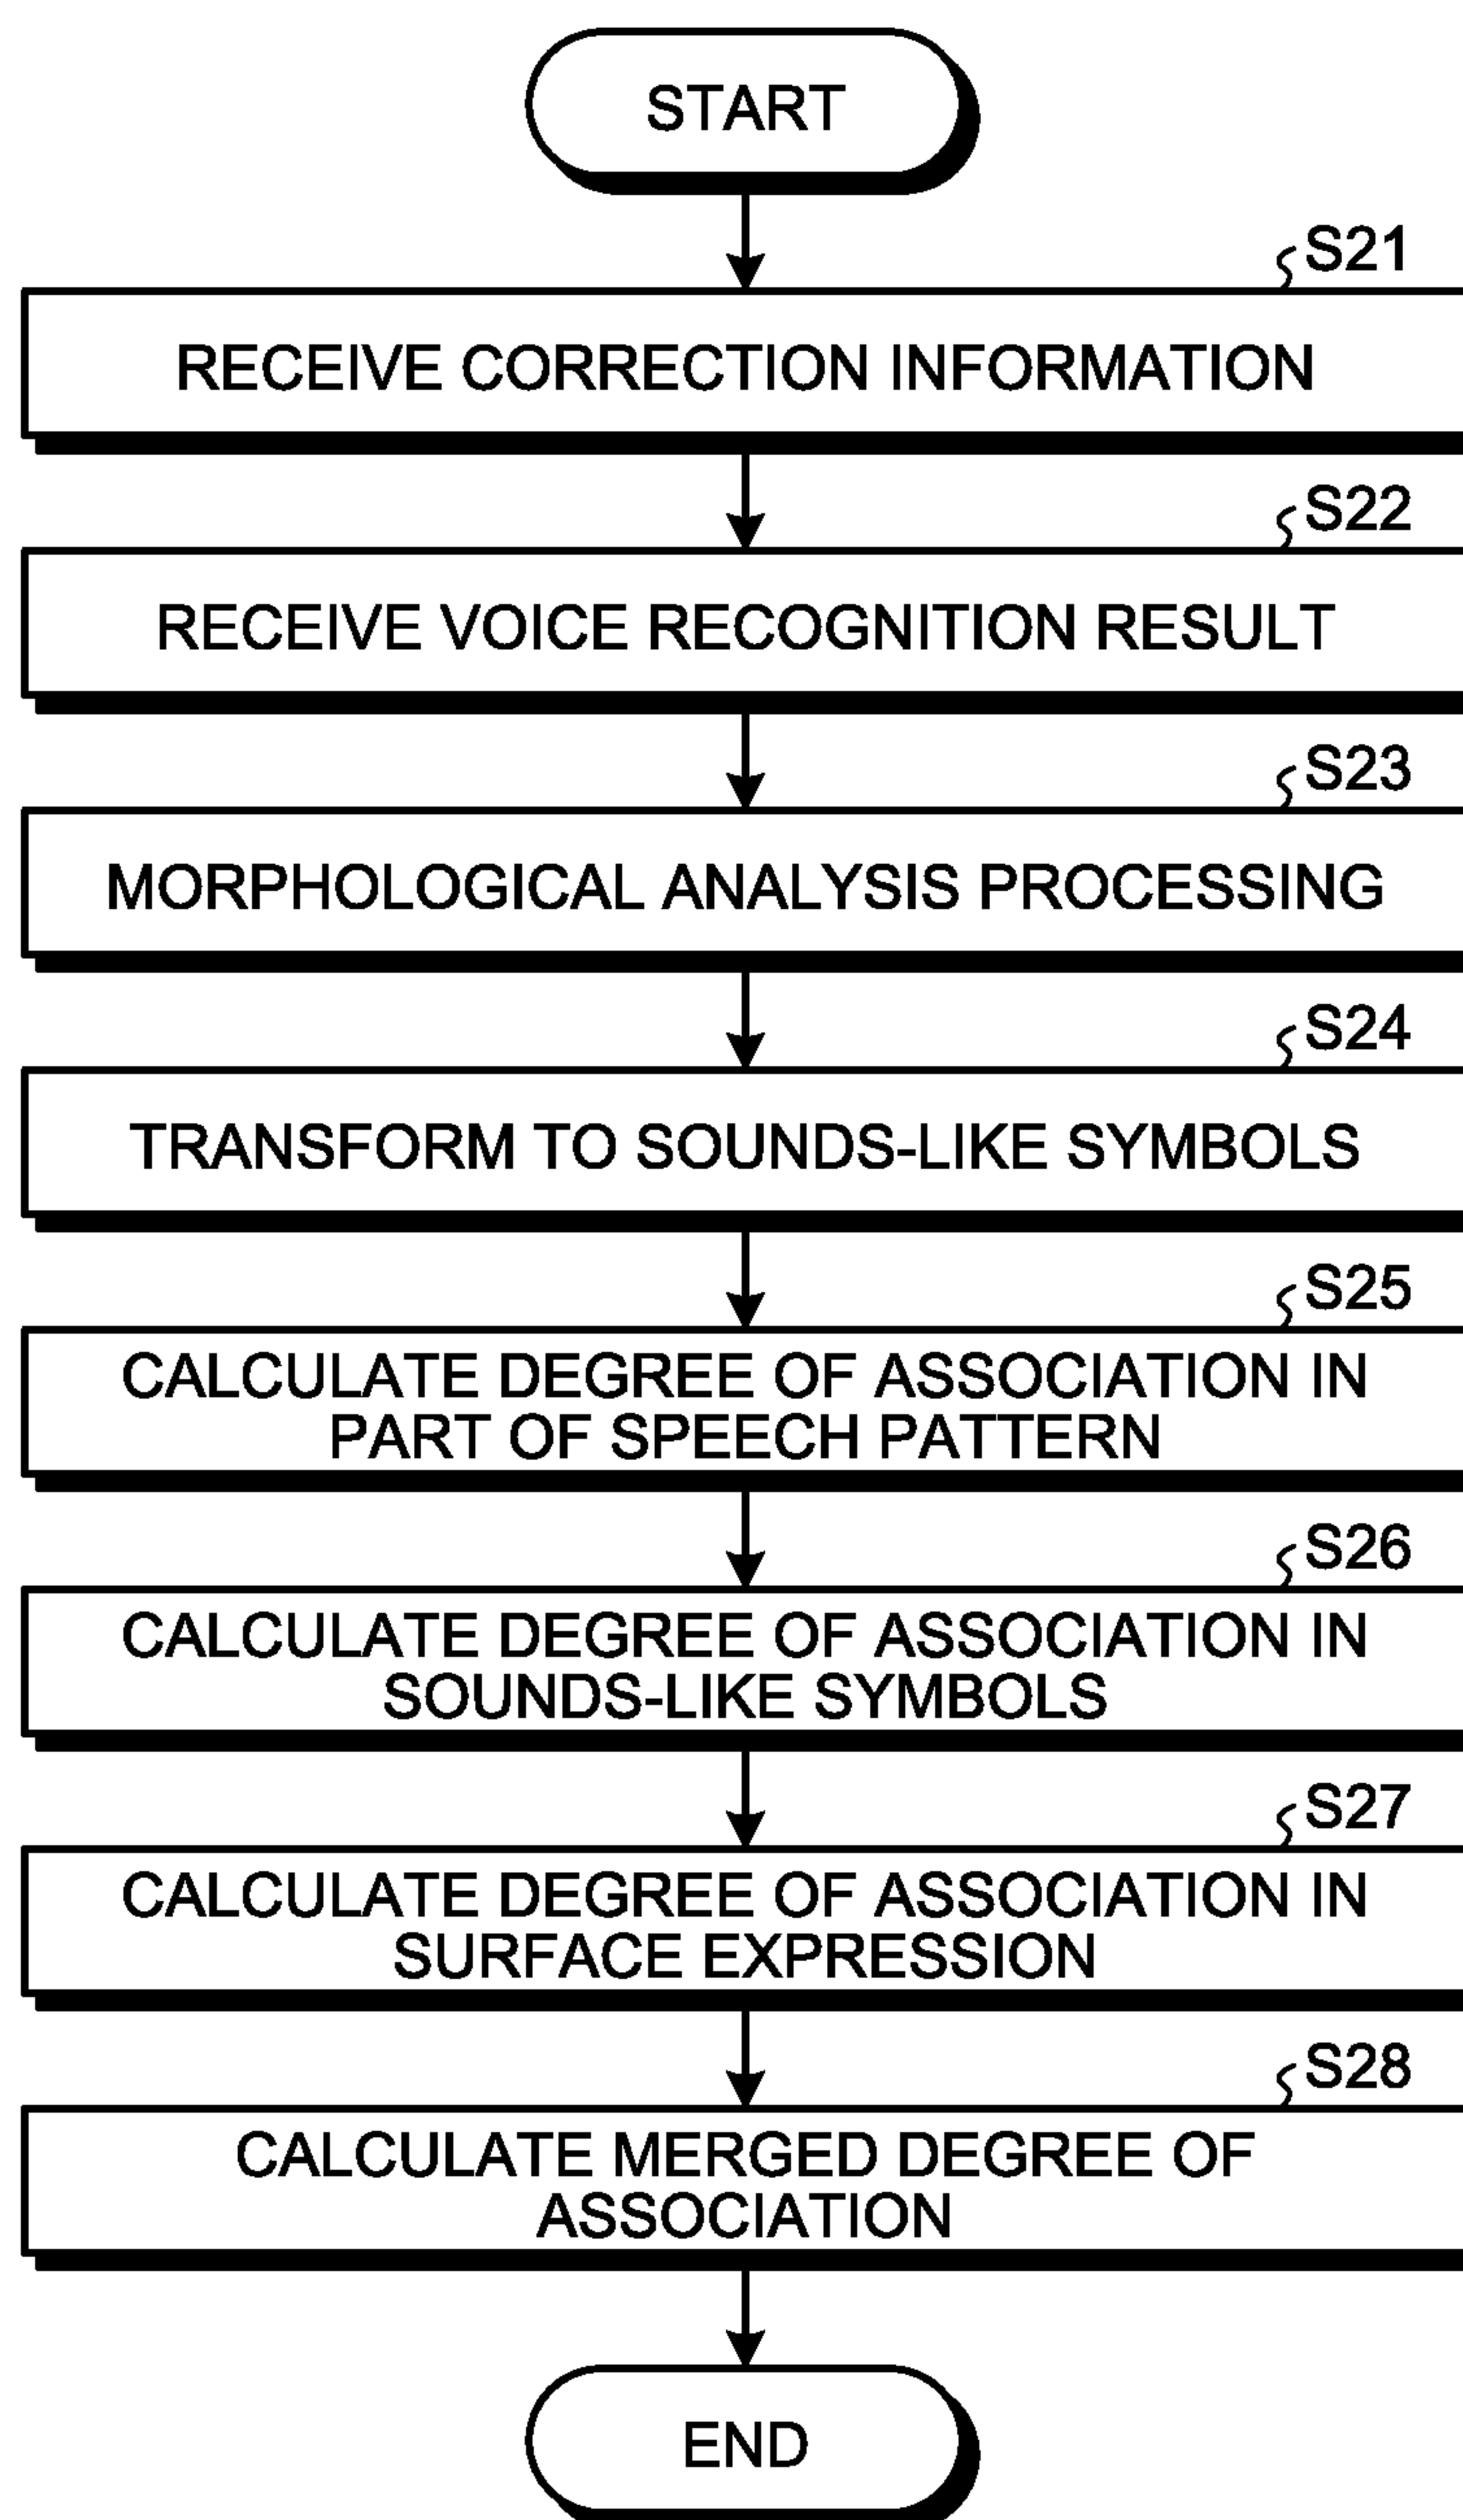 START
S21
RECEIVE CORRECTION INFORMATION
S22
RECEIVE VOICE RECOGNITION RESULT
S23
MORPHOLOGICAL ANALYSIS PROCESSING
S24
TRANSFORM TO SOUNDS-LIKE SYMBOLS
S25
CALCULATE DEGREE OF ASSOCIATION IN
PART OF SPEECH PATTERN
S26
CALCULATE DEGREE OF ASSOCIATION IN
SOUNDS-LIKE SYMBOLS
S27
CALCULATE DEGREE OF ASSOCIATION IN
SURFACE EXPRESSION
S28
CALCULATE MERGED DEGREE OF
ASSOCIATION
END